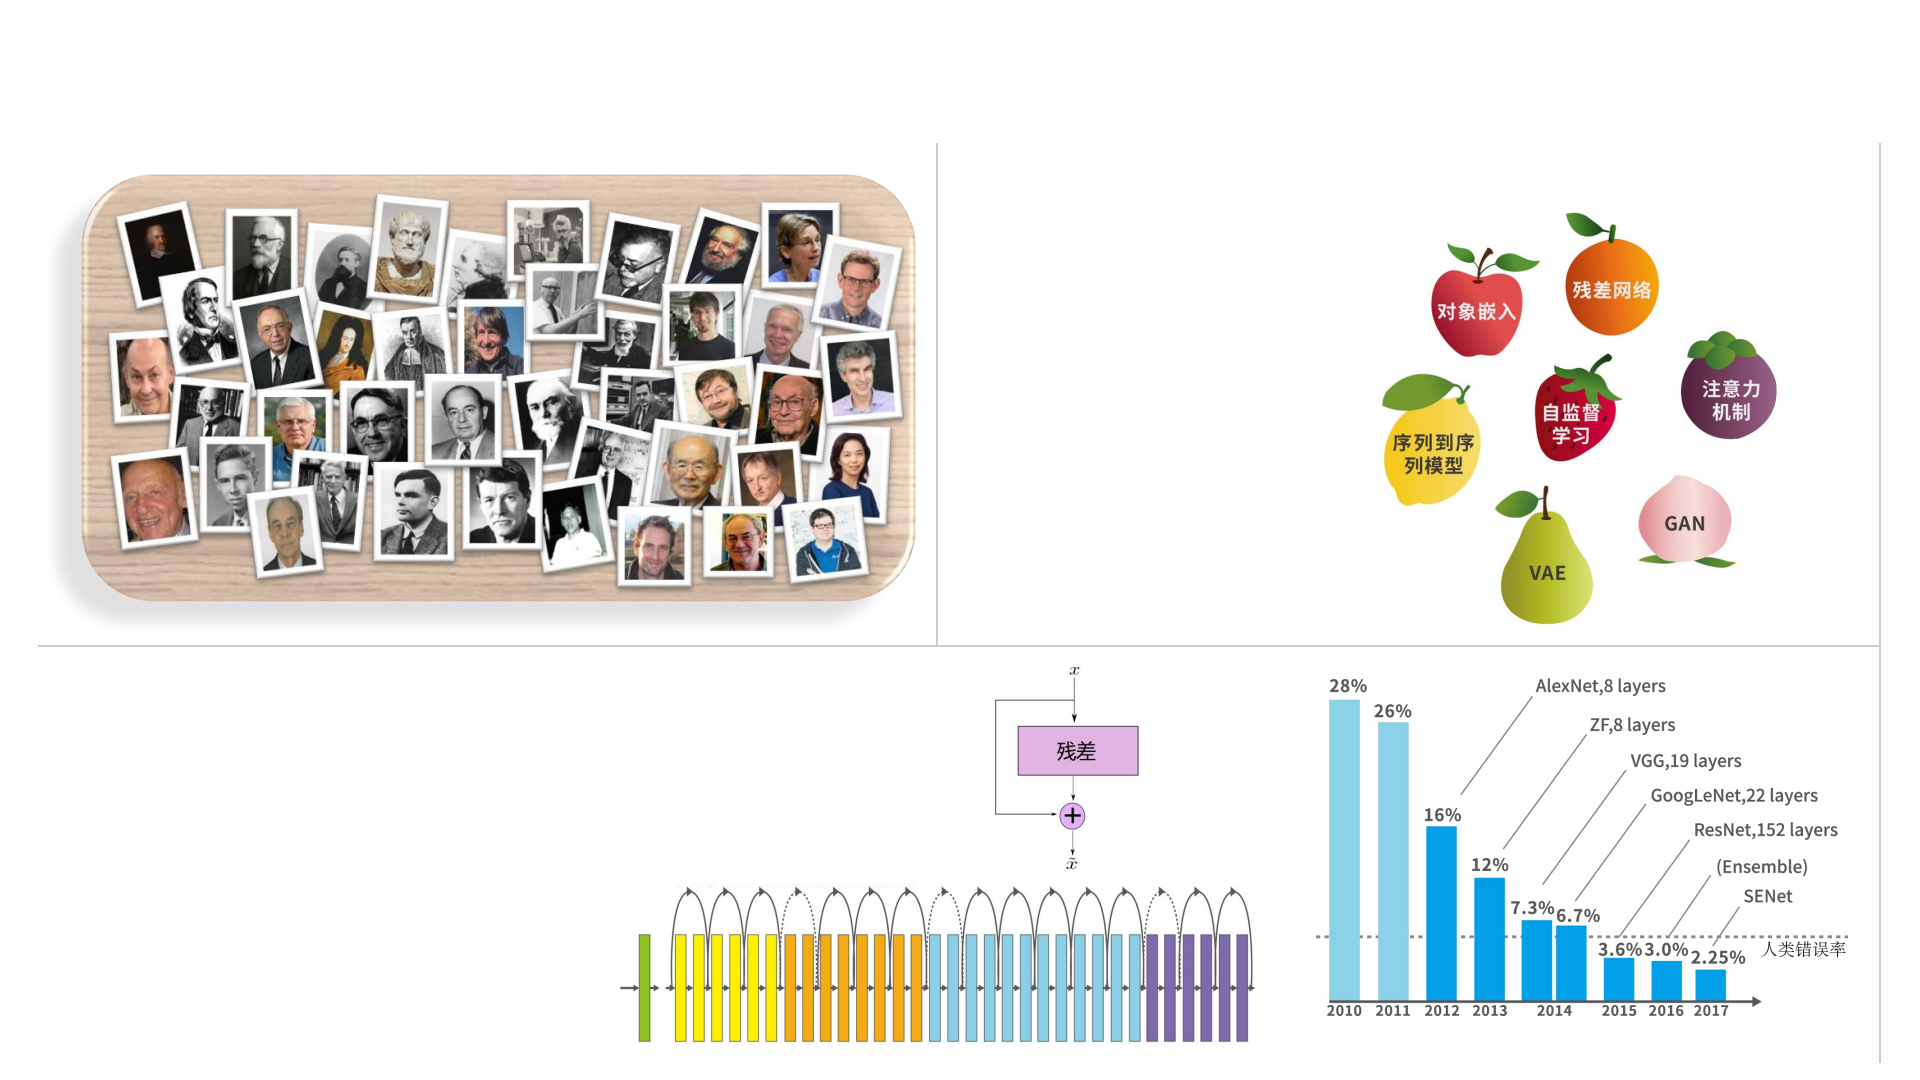 对象嵌入
残差网络
注意力
机制
自监督
学习
序列到序
列模型
GAN
VAE
x
残差
+
x̃
28%
26%
16%
12%
7.3%
6.7%
3.6%
3.0%
2.25%
AlexNet,8 layers
ZF,8 layers
VGG,19 layers
GoogLeNet,22 layers
ResNet,152 layers
(Ensemble)
SENet
人类错误率
2010
2011
2012
2013
2014
2015
2016
2017